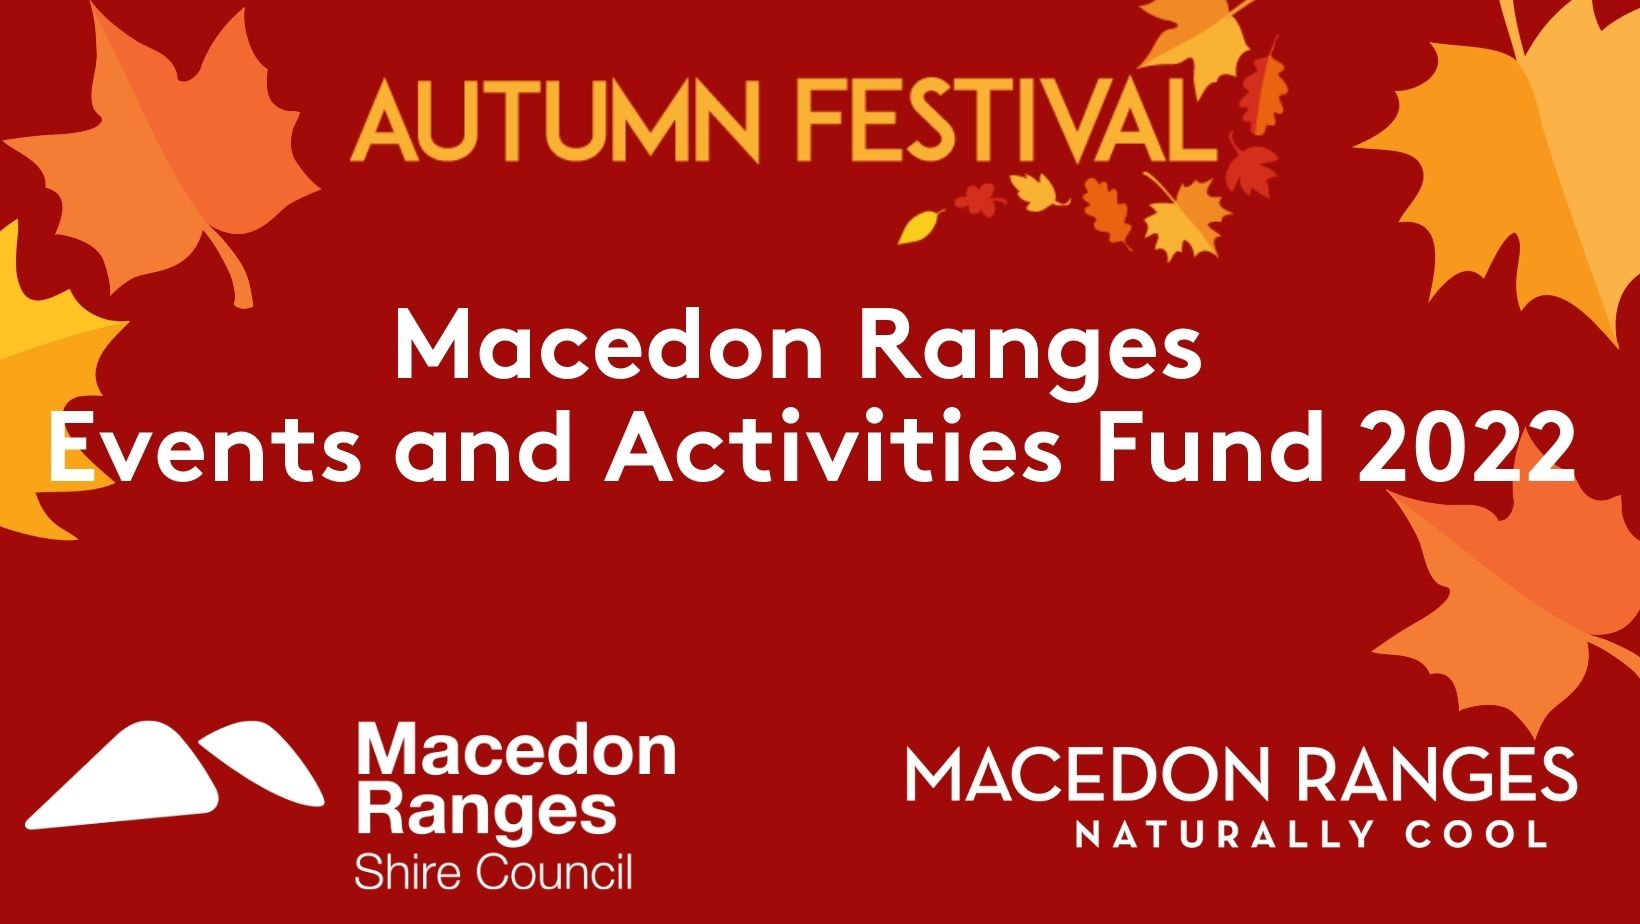 AUTUMN FESTIVAL
Macedon Ranges
Events and Activities Fund 2022
Macedon
Ranges
Shire Council
MACEDON RANGES
NATURALLY COOL